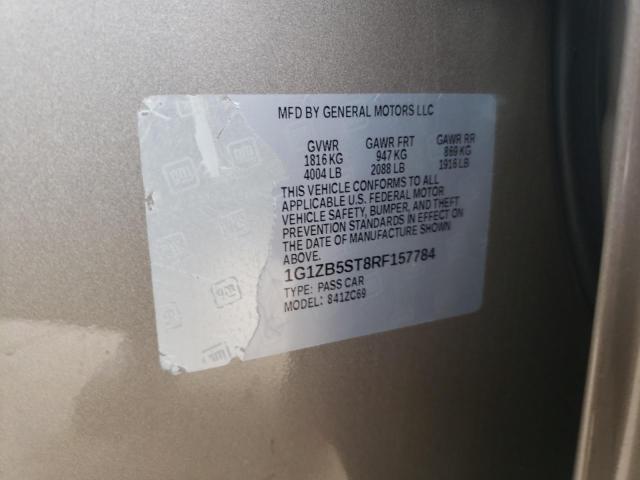 MFD BY GENERAL MOTORS LLC
GVWR GAWR FRT GAWR RR
1816 KG 947 KG 869 KG
4004 LB 2088 LB 1916 LB
THIS VEHICLE CONFORMS TO ALL
APPLICABLE U.S. FEDERAL MOTOR
VEHICLE SAFETY, BUMPER, AND THEFT
PREVENTION STANDARDS IN EFFECT ON
THE DATE OF MANUFACTURE SHOWN
ABOVE.
1G1ZB5ST8RF157784
TYPE: PASS CAR
MODEL: 841ZC69